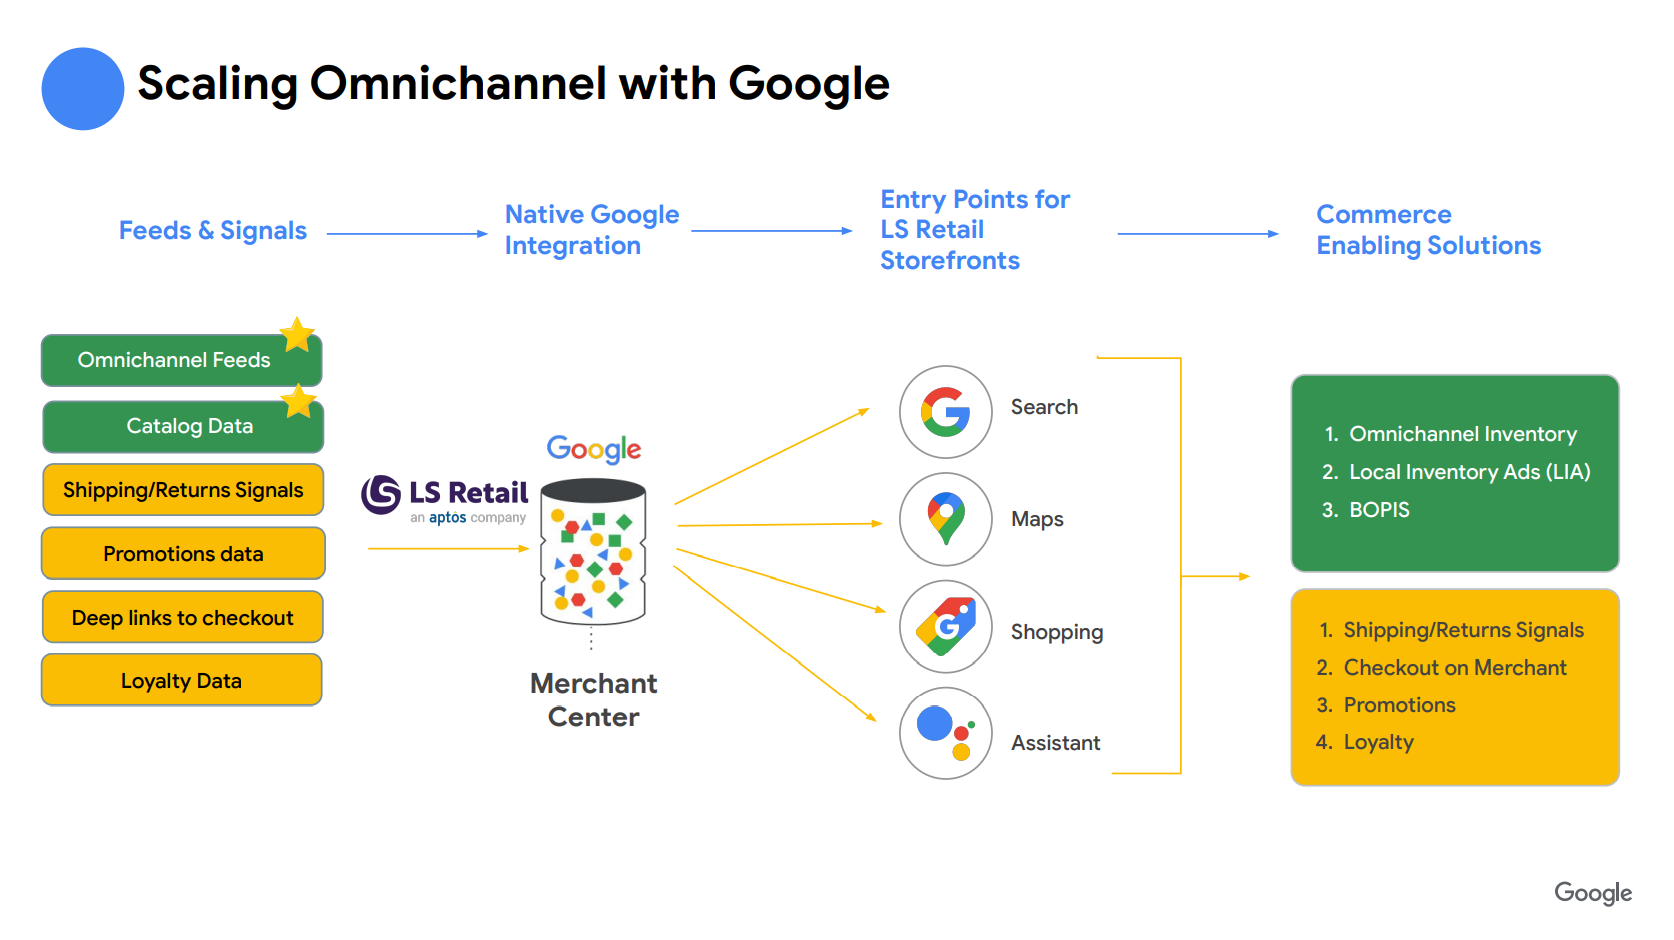 Scaling Omnichannel with Google
Feeds & Signals
Native Google
Integration
Entry Points for
LS Retail
Storefronts
Commerce
Enabling Solutions
Omnichannel Feeds
Catalog Data
Shipping/Returns Signals
Promotions data
Deep links to checkout
Loyalty Data
LS Retail
an aptos company
Google
Merchant
Center
Search
Maps
Shopping
Assistant
1. Omnichannel Inventory
2. Local Inventory Ads (LIA)
3. BOPIS
1. Shipping/Returns Signals
2. Checkout on Merchant
3. Promotions
4. Loyalty
Google